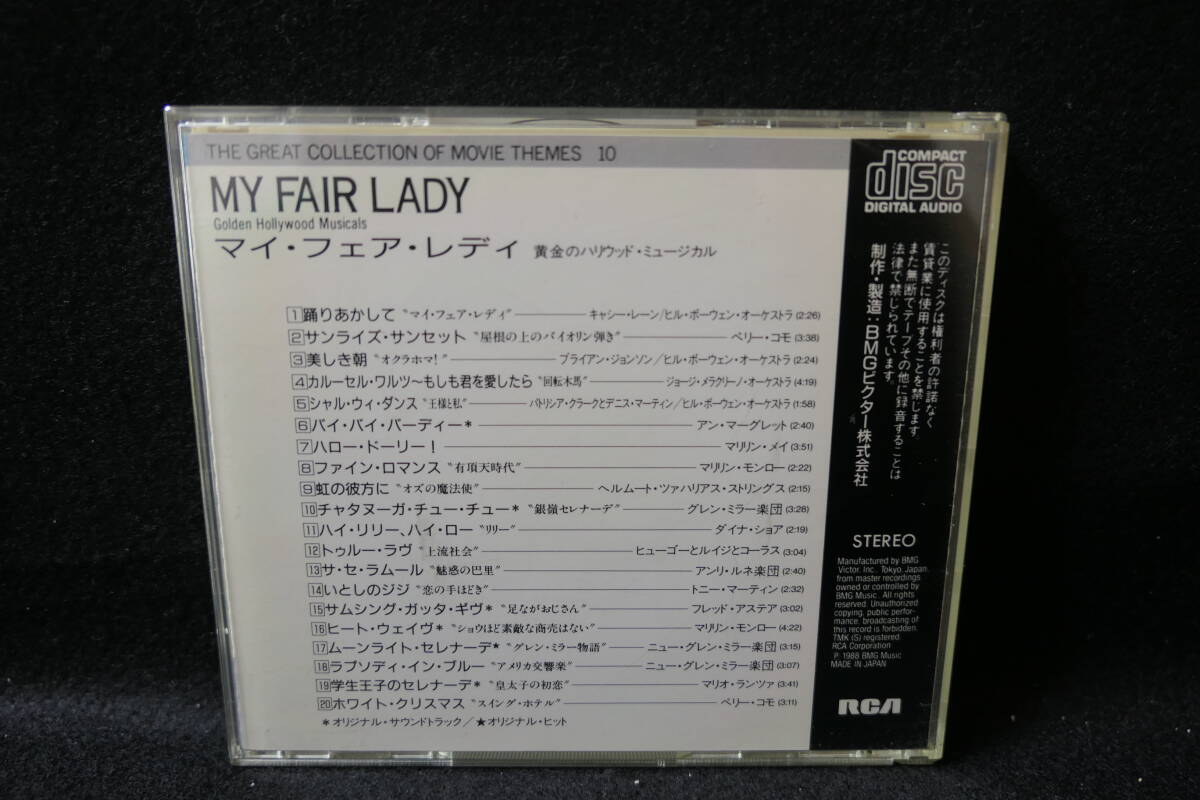 THE GREAT COLLECTION OF MOVIE THEMES 10
MY FAIR LADY
Golden Hollywood Musicals
マイ・フェア・レディ 黄金のハリウッド・ミュージカル
1 踊りあかして〝マイ・フェア・レディ〟 キャシー・レーン/ヒル・ボーウェン・オーケストラ (2:26)
2 サンライズ・サンセット〝屋根の上のバイオリン弾き〟 ペリー・コモ (3:38)
3 美しき朝〝オクラホマ!〟 ブライアン・ジョンソン/ヒル・ボーウェン・オーケストラ (2:24)
4 カルーセル・ワルツ〜もしも君を愛したら〝回転木馬〟 ジョージ・メラクリーノ・オーケストラ (4:19)
5 シャル・ウィ・ダンス〝王様と私〟 パトリシア・クラークとデニス・マーティン/ヒル・ボーウェン・オーケストラ (1:58)
6 バイ・バイ・バーディー* アン・マーグレット (2:40)
7 ハロー・ドーリー! マリリン・メイ (3:51)
8 ファイン・ロマンス〝有頂天時代〟 マリリン・モンロー (2:22)
9 虹の彼方に〝オズの魔法使〟 ヘルムート・ツァハリアス・ストリングス (2:15)
10 チャタヌーガ・チュー・チュー*〝銀嶺セレナーデ〟 グレン・ミラー楽団 (3:28)
11 ハイ・リリー、ハイ・ロー〝リリー〟 ダイナ・ショア (2:19)
12 トゥルー・ラヴ〝上流社会〟 ヒューゴーとルイジとコーラス (3:04)
13 サ・セ・ラムール〝魅惑の巴里〟 アンリ・ルネ楽団 (2:40)
14 いとしのジジ〝恋の手ほどき〟 トニー・マーティン (2:32)
15 サムシング・ガッタ・ギヴ*〝足ながおじさん〟 フレッド・アステア (3:02)
16 ヒート・ウェイヴ*〝ショウほど素敵な商売はない〟 マリリン・モンロー (4:22)
17 ムーンライト・セレナーデ★〝グレン・ミラー物語〟 ニュー・グレン・ミラー楽団 (3:15)
18 ラプソディ・イン・ブルー〝アメリカ交響楽〟 ニュー・グレン・ミラー楽団 (3:07)
19 学生王子のセレナーデ*〝皇太子の初恋〟 マリオ・ランツァ (3:41)
20 ホワイト・クリスマス〝スイング・ホテル〟 ペリー・コモ (3:11)
*オリジナル・サウンドトラック/★オリジナル・ヒット
COMPACT
disc
DIGITAL AUDIO
このディスクは権利者の許諾なく
賃貸業に使用することを禁じます。
また無断でテープその他に録音することは
法律で禁じられています。
制作・製造:BMGビクター株式会社
STEREO
Manufactured by BMG
Victor, Inc., Tokyo, Japan,
from master recordings
owned or controlled by
BMG Music. All rights
reserved. Unauthorized
copying, public perfor-
mance, broadcasting of
this record is forbidden.
TMK (S) registered.
RCA Corporation
℗ 1988 BMG Music
MADE IN JAPAN
RCA